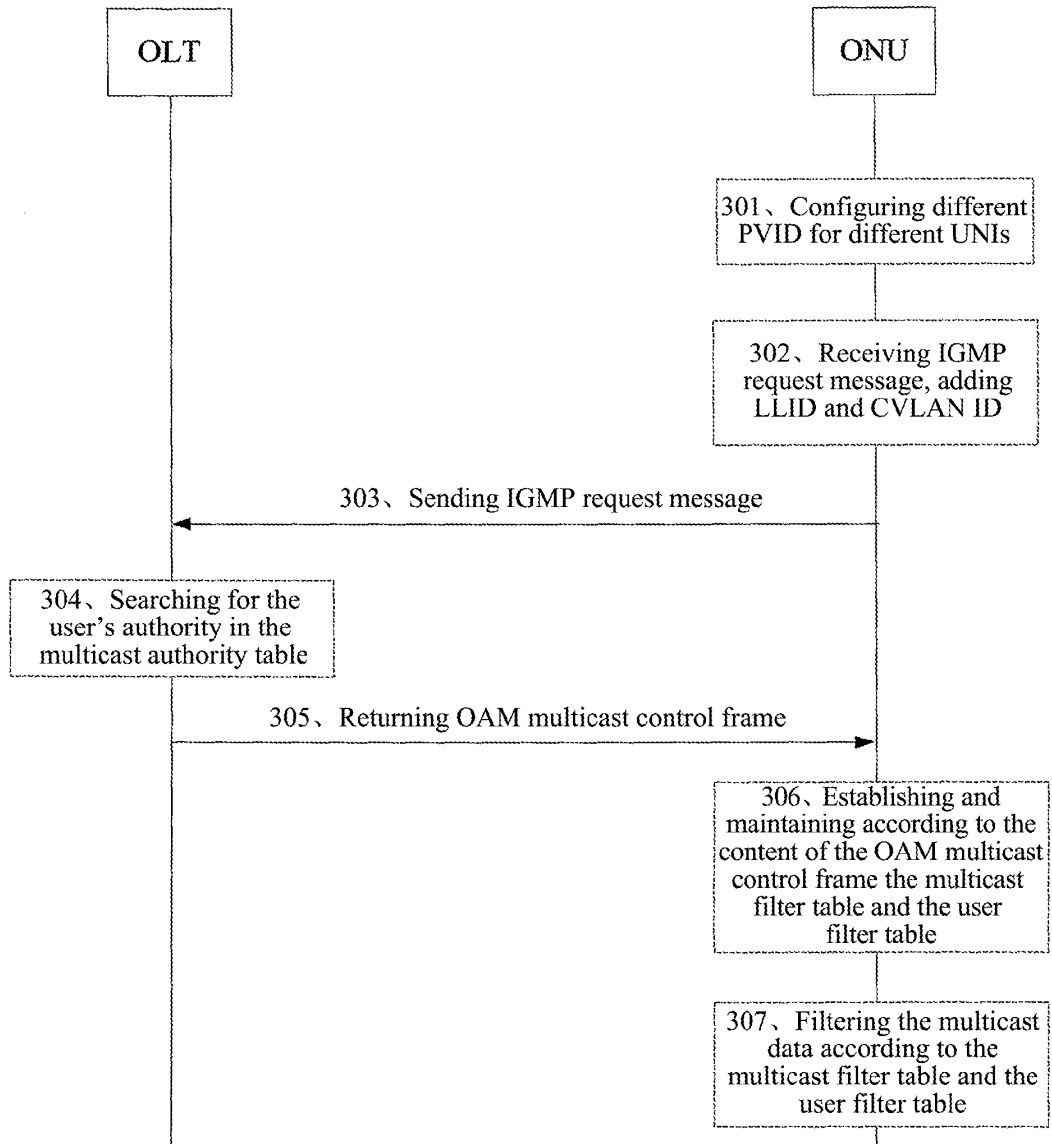 OLT
ONU
301、Configuring different
PVID for different UNIs
302、Receiving IGMP
request message, adding
LLID and CVLAN ID
303、Sending IGMP request message
304、Searching for the
user's authority in the
multicast authority table
305、Returning OAM multicast control frame
306、Establishing and
maintaining according to the
content of the OAM multicast
control frame the multicast
filter table and the user
filter table
307、Filtering the multicast
data according to the
multicast filter table and the
user filter table